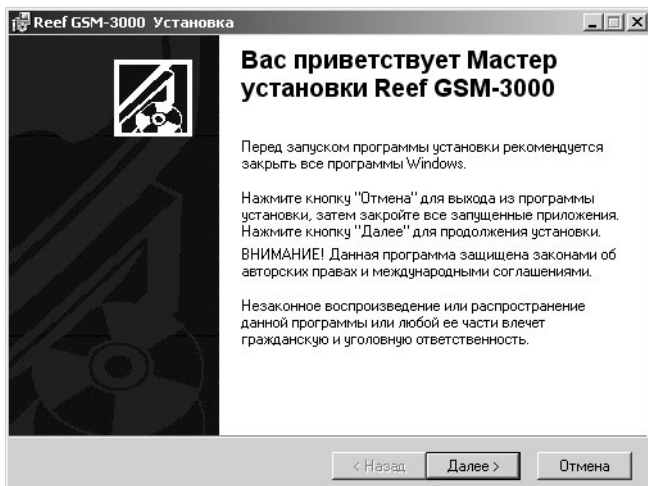 Reef GSM-3000 Установка
Вас приветствует Мастер
установки Reef GSM-3000
Перед запуском программы установки рекомендуется
закрыть все программы Windows.
Нажмите кнопку "Отмена" для выхода из программы
установки, затем закройте все запущенные приложения.
Нажмите кнопку "Далее" для продолжения установки.
ВНИМАНИЕ! Данная программа защищена законами об
авторских правах и международными соглашениями.
Незаконное воспроизведение или распространение
данной программы или любой ее части влечет
гражданскую и уголовную ответственность.
< Назад Далее > Отмена